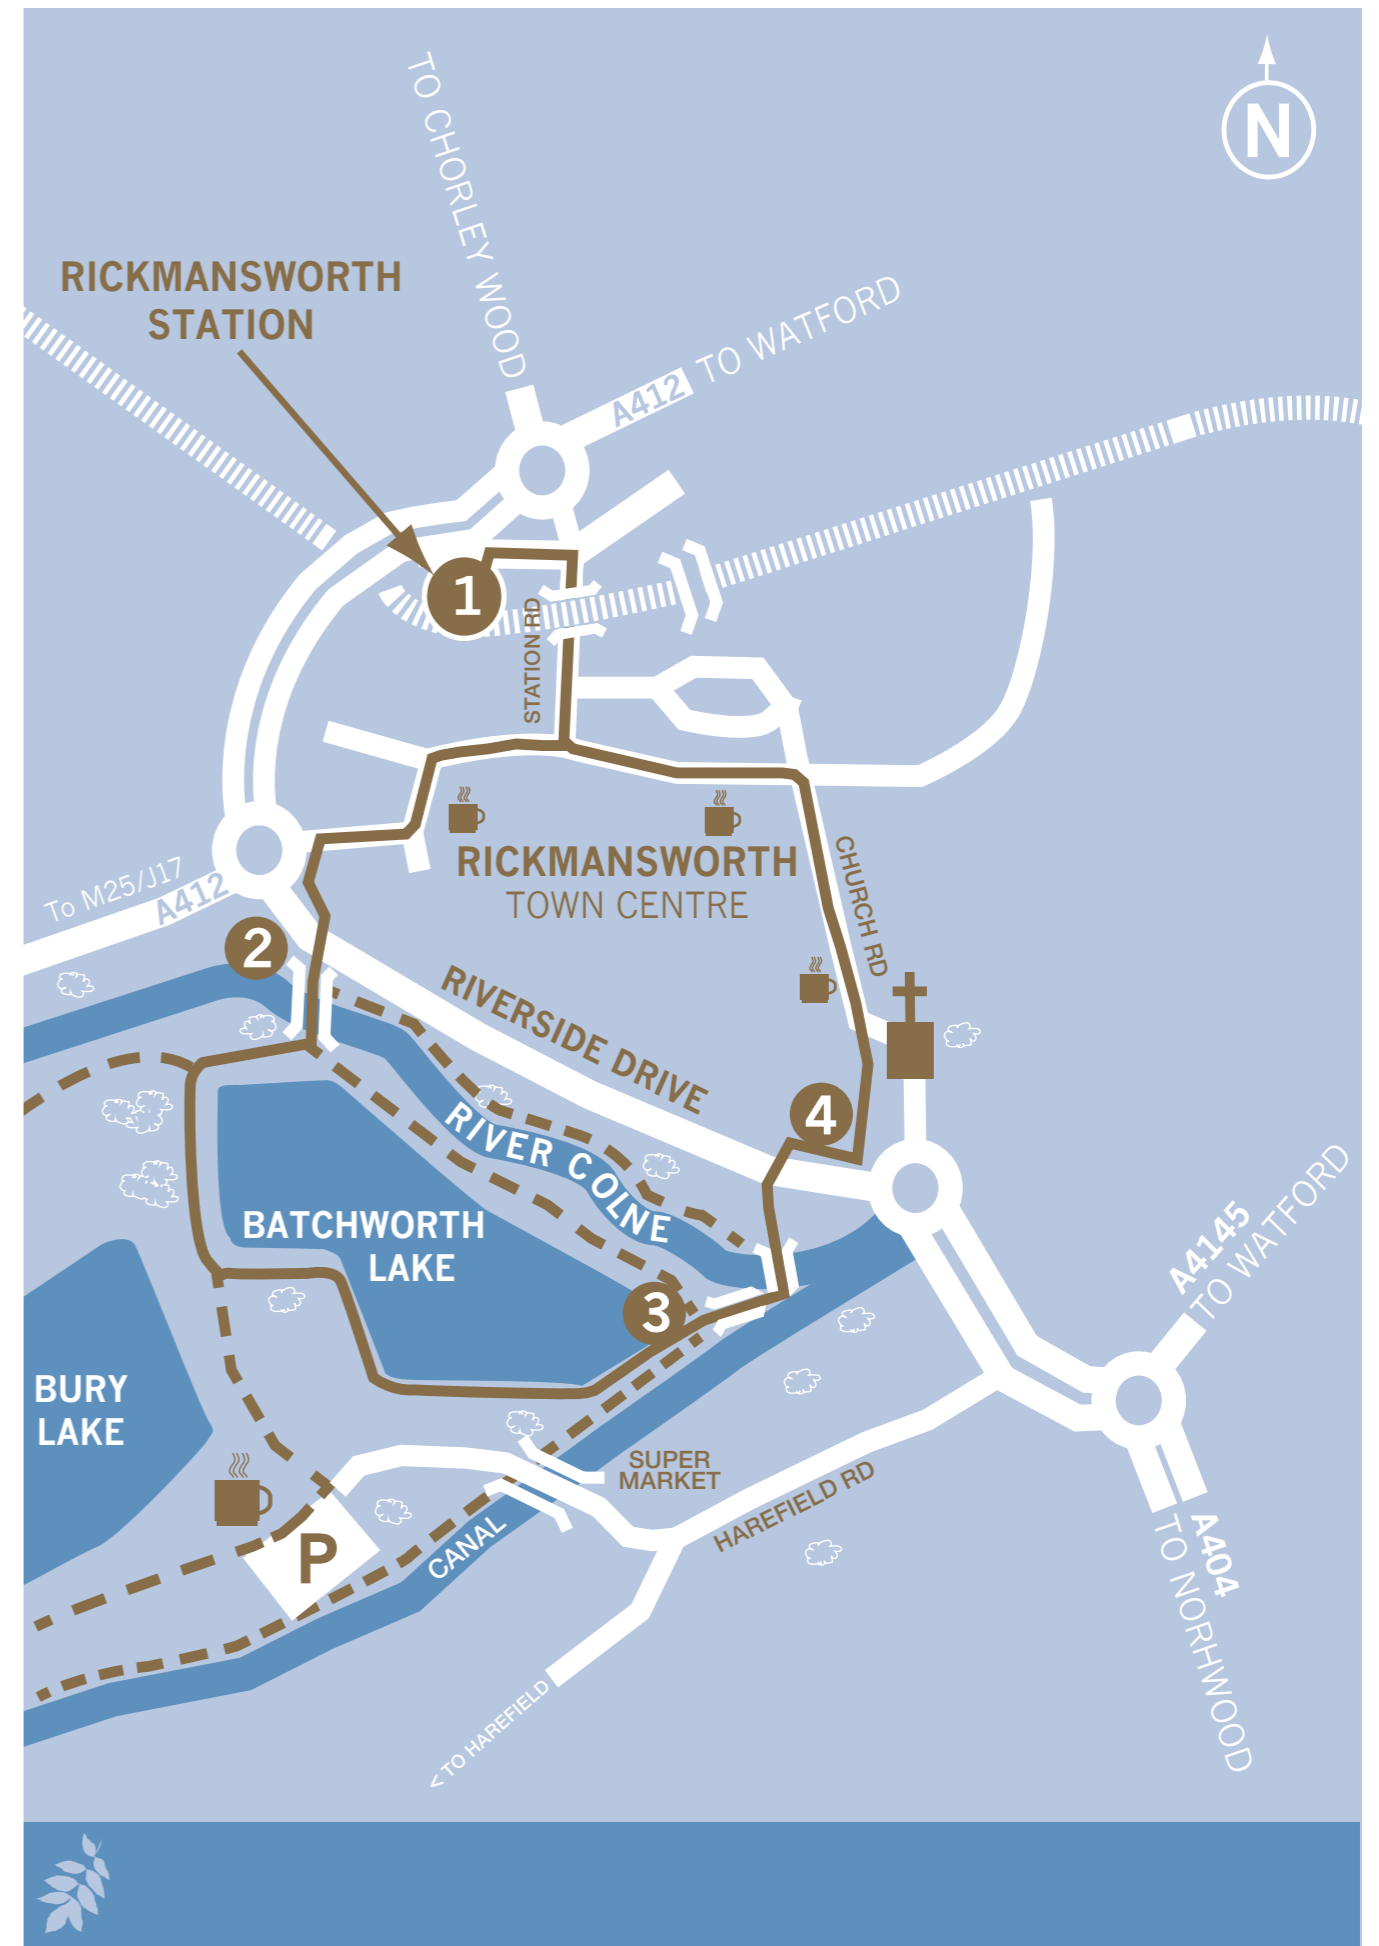 N
TO CHORLEY WOOD
RICKMANSWORTH
STATION
A412 TO WATFORD
1
STATION RD
RICKMANSWORTH
TOWN CENTRE
CHURCH RD
To M25/J17
A412
2
RIVERSIDE DRIVE
RIVER COLNE
4
BATCHWORTH
LAKE
3
A4145
TO WATFORD
BURY
LAKE
SUPER
MARKET
HAREFIELD RD
P
CANAL
A404
TO NORHWOOD
< TO HAREFIELD